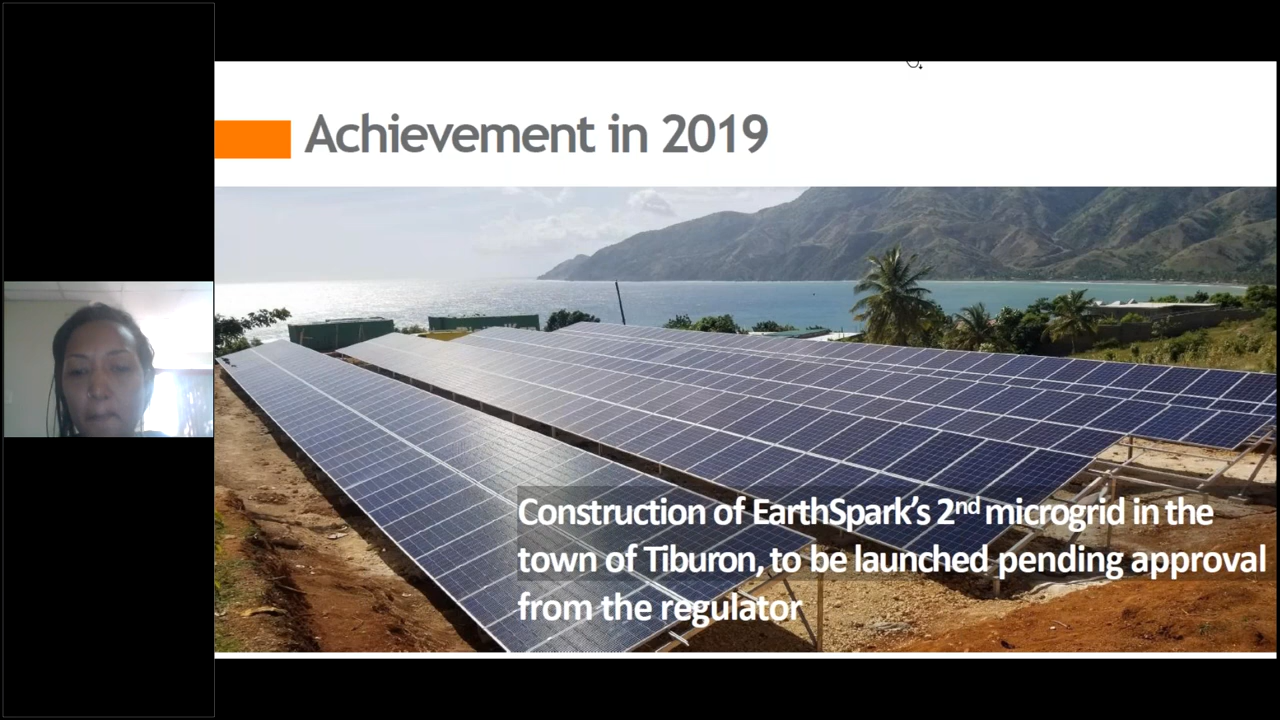 Achievement in 2019
Construction of EarthSpark’s 2nd microgrid in the
town of Tiburon, to be launched pending approval
from the regulator